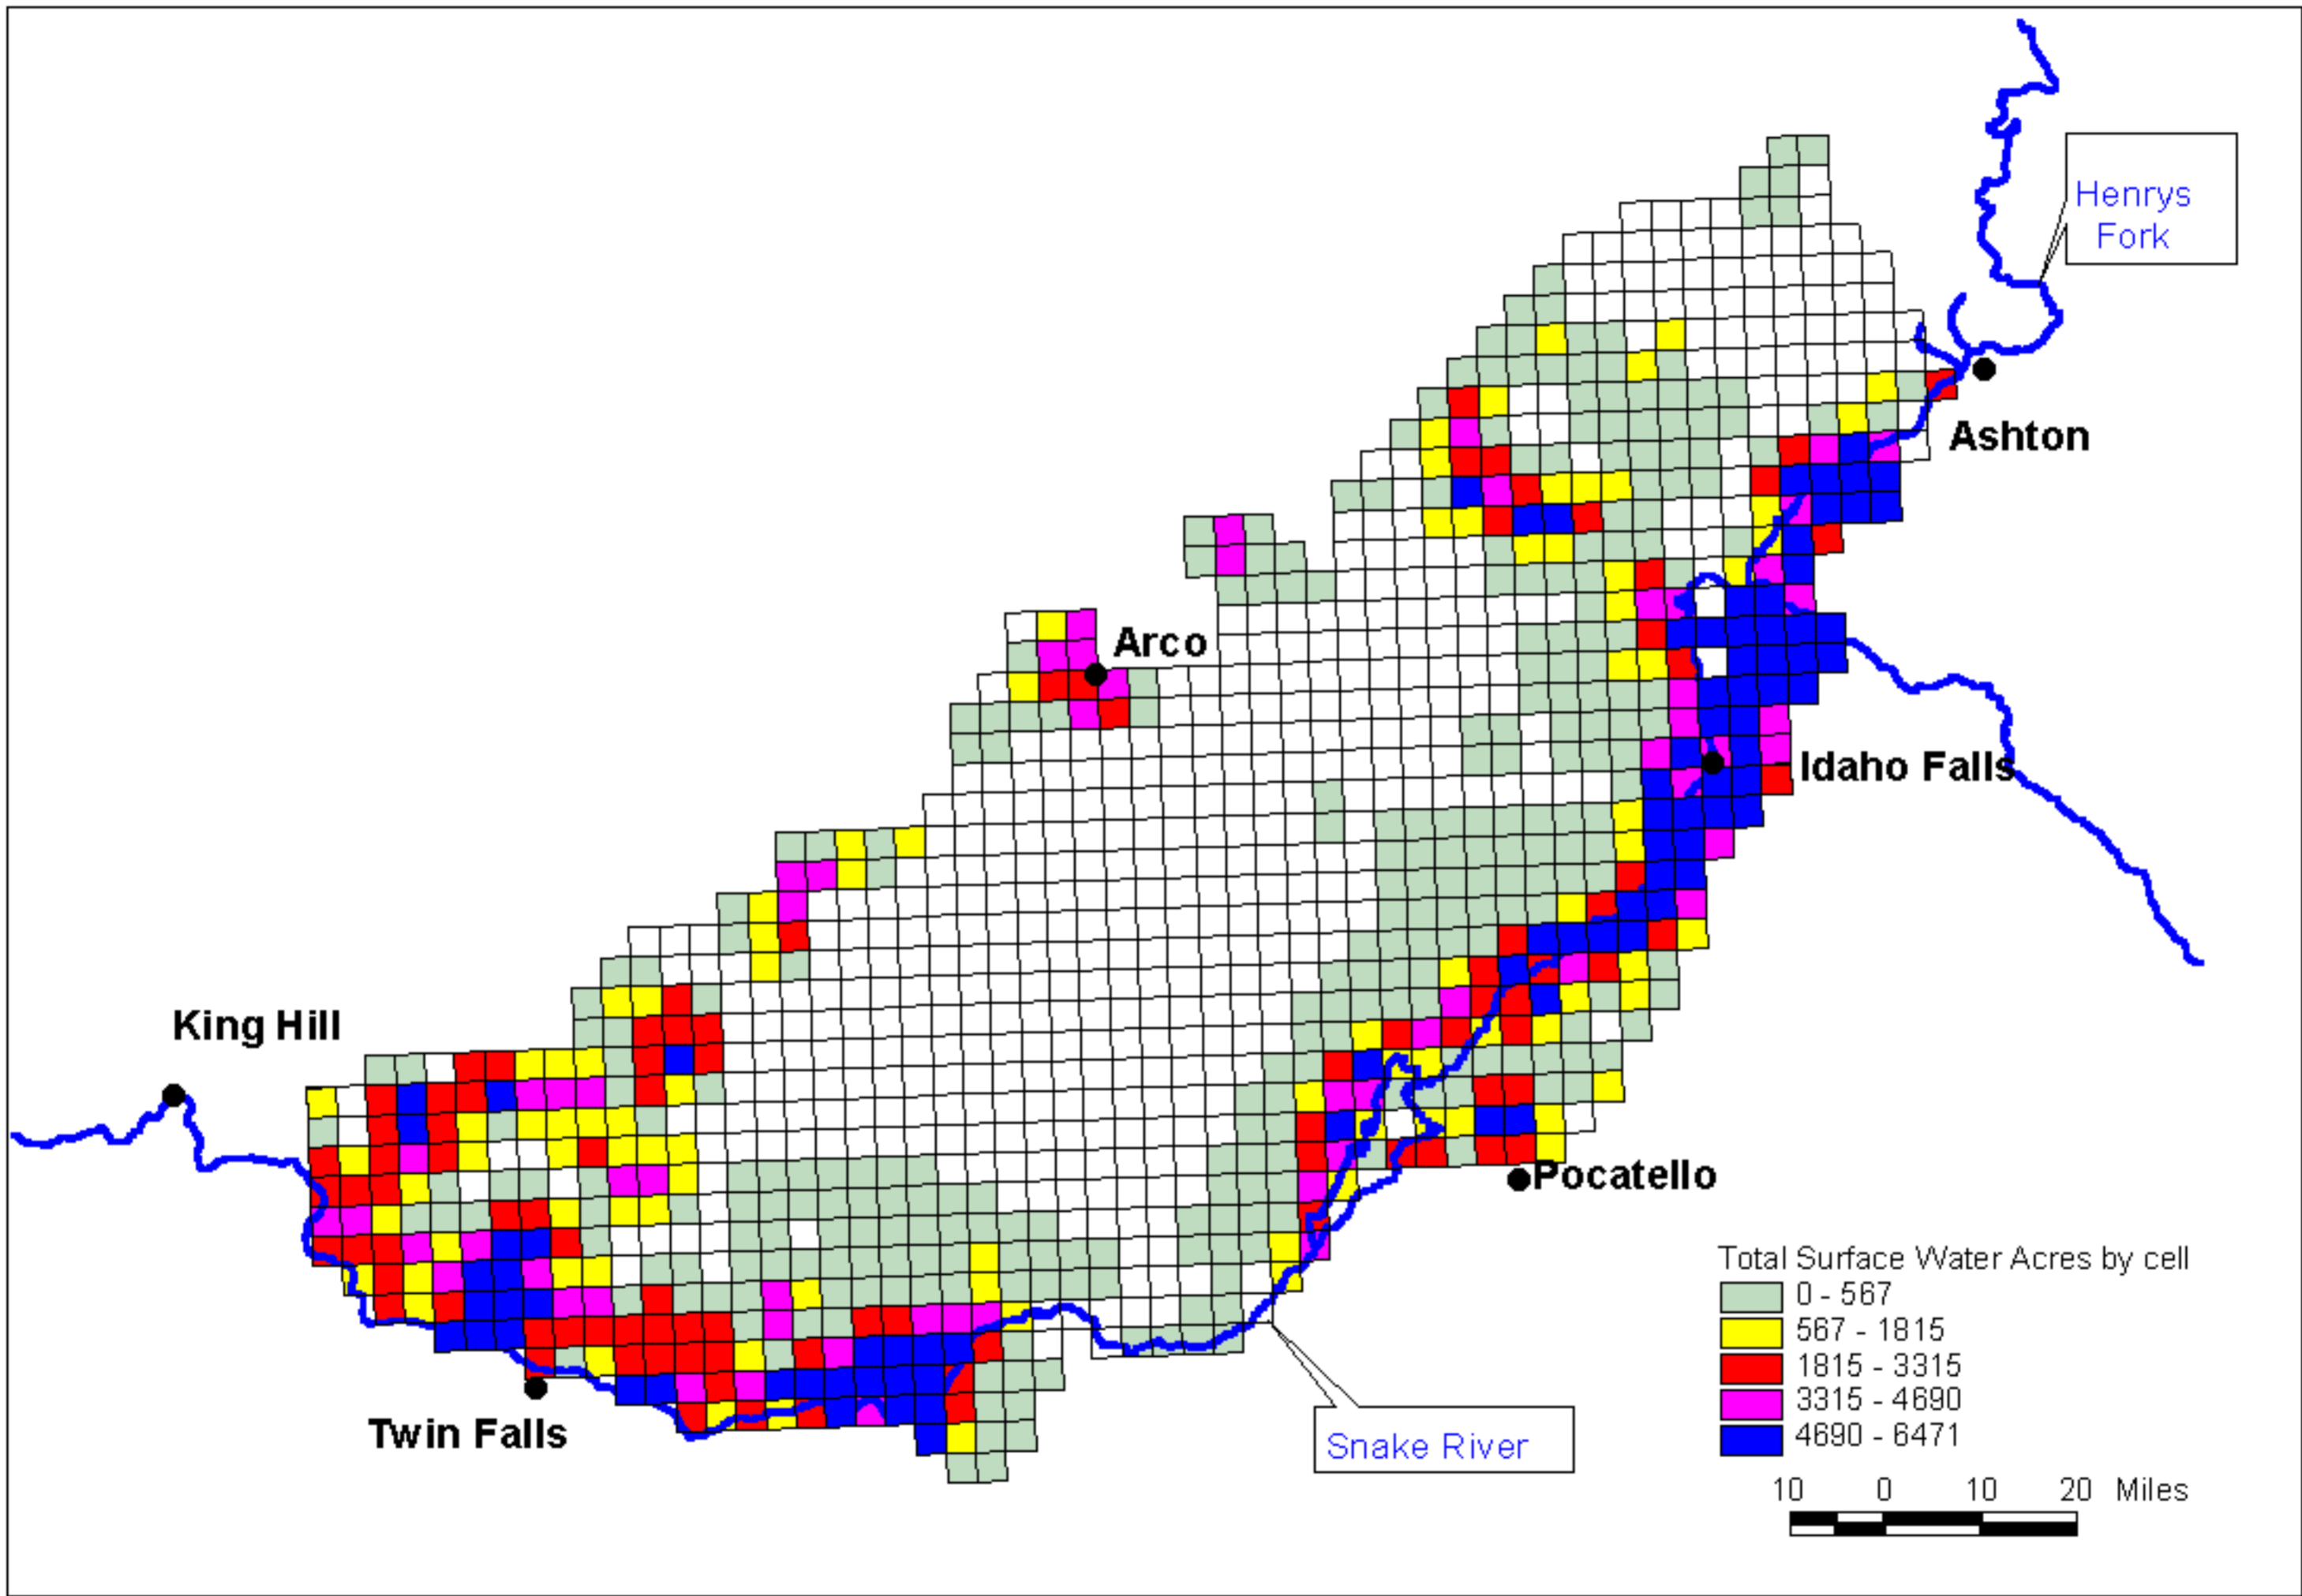 Henrys
Fork
Ashton
Arco
Idaho Falls
King Hill
Pocatello
Twin Falls
Snake River
Total Surface Water Acres by cell
0 - 567
567 - 1815
1815 - 3315
3315 - 4690
4690 - 6471
10 0 10 20 Miles